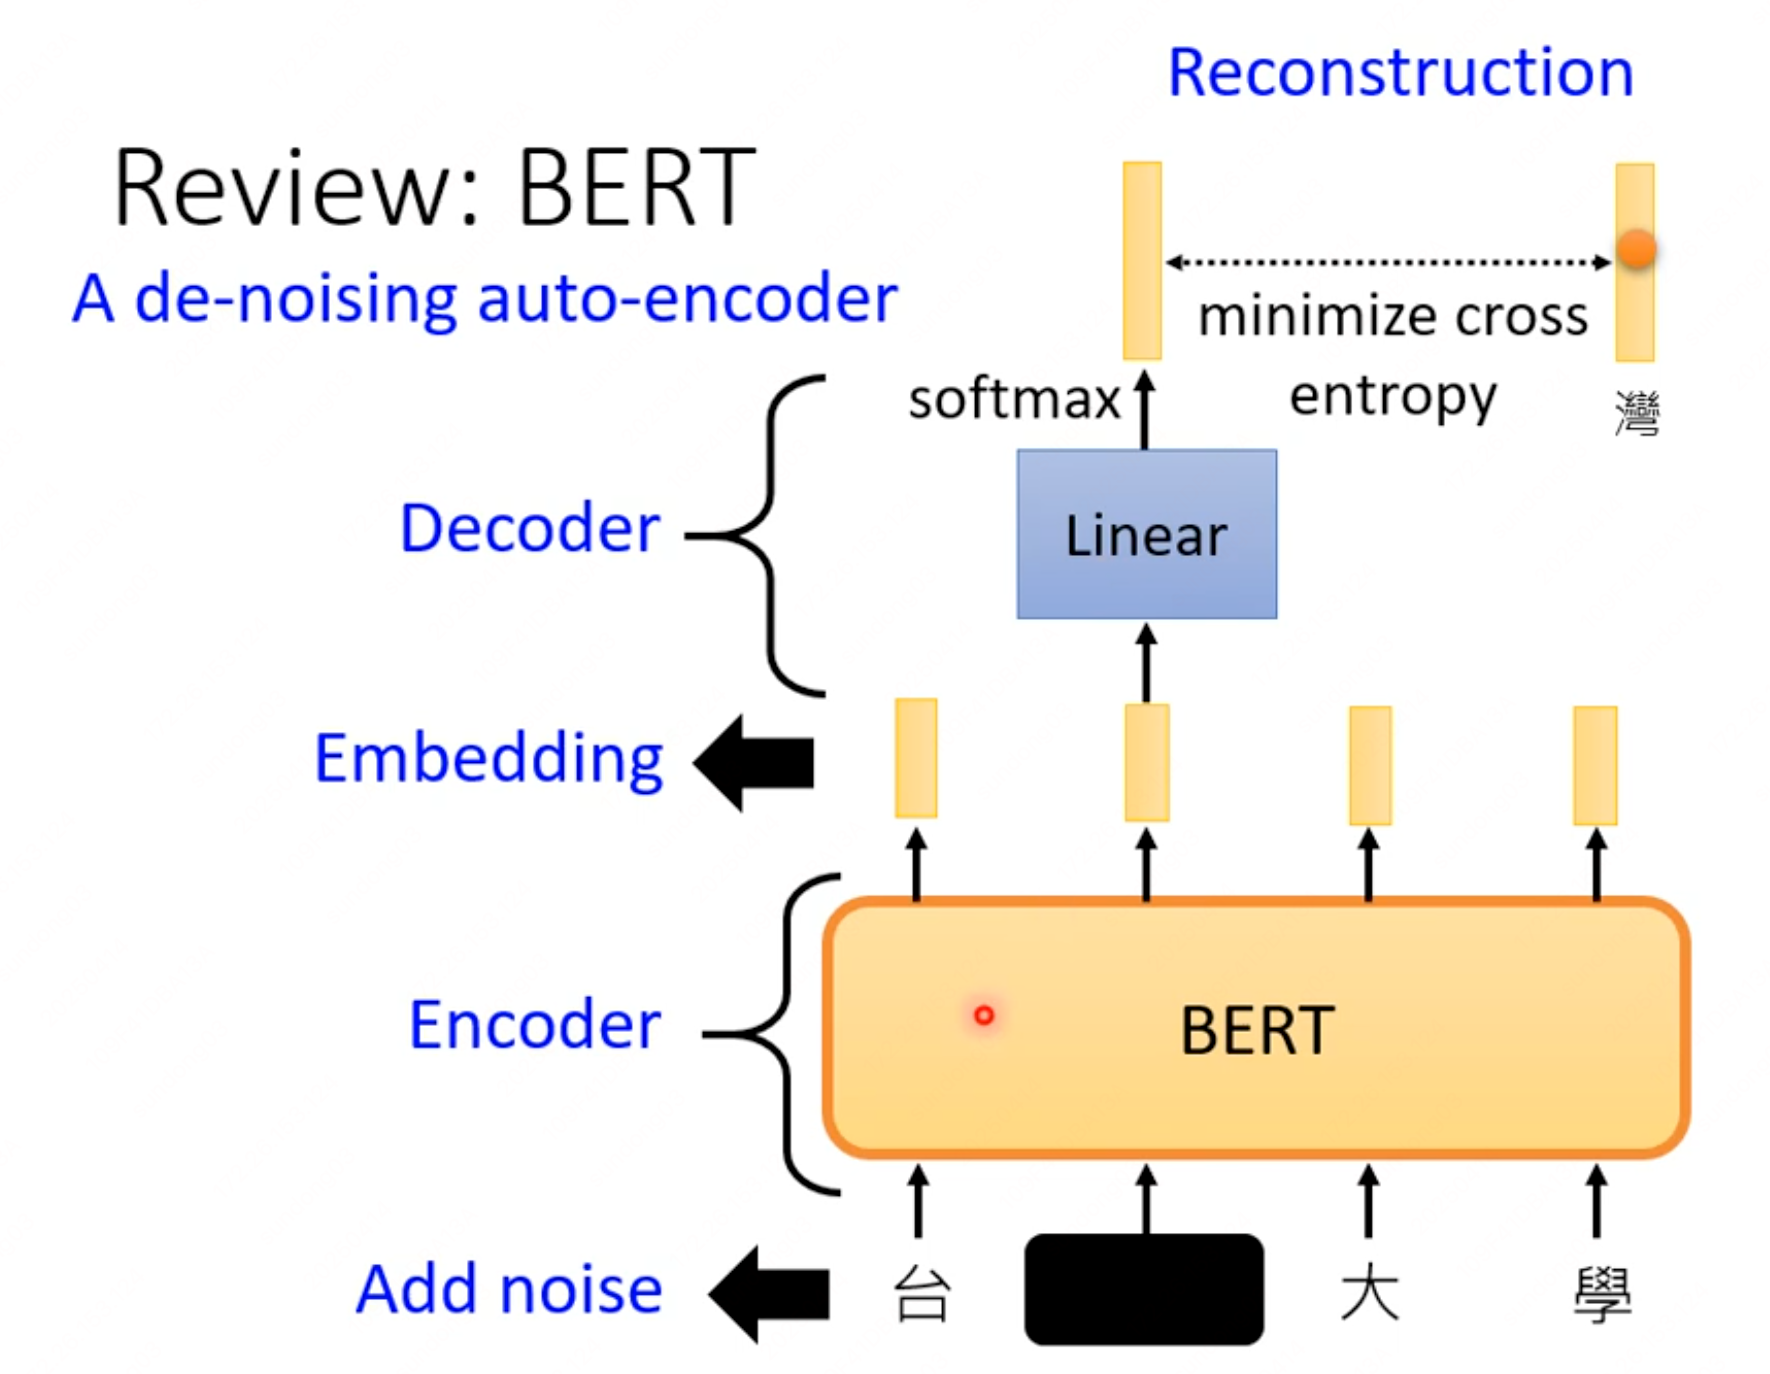 Reconstruction
Review: BERT
A de-noising auto-encoder
minimize cross
entropy
softmax
灣
Decoder
Linear
Embedding
Encoder
BERT
Add noise
台
大
學